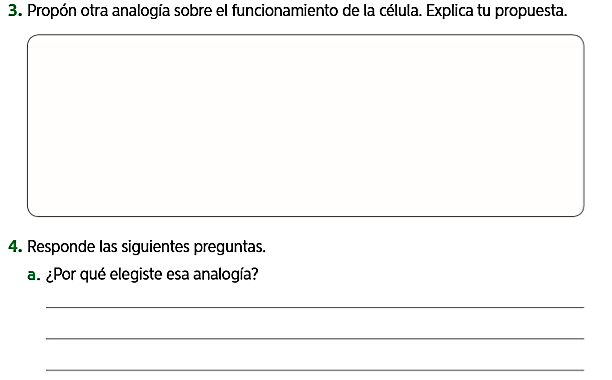 3. Propón otra analogía sobre el funcionamiento de la célula. Explica tu propuesta.
4. Responde las siguientes preguntas.
a. ¿Por qué elegiste esa analogía?